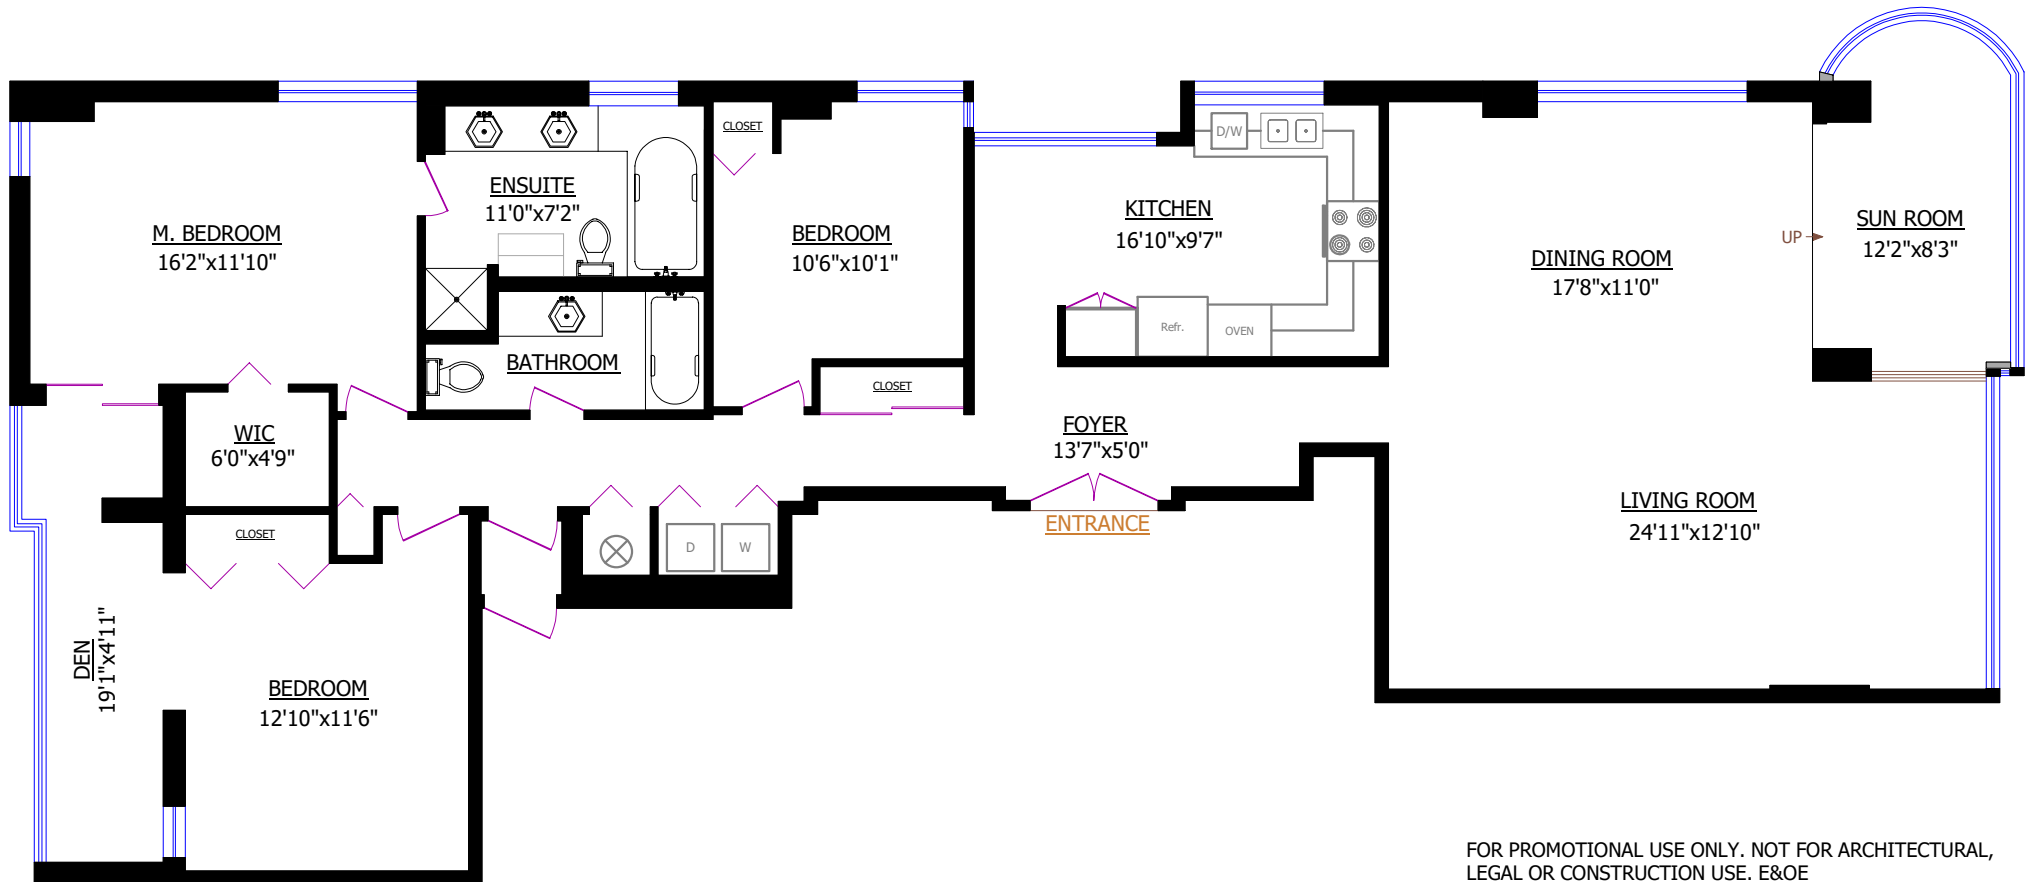 M. BEDROOM
16'2"x11'10"
ENSUITE
11'0"x7'2"
CLOSET
BEDROOM
10'6"x10'1"
D/W
KITCHEN
16'10"x9'7"
Refr.
OVEN
DINING ROOM
17'8"x11'0"
UP
SUN ROOM
12'2"x8'3"
BATHROOM
CLOSET
WIC
6'0"x4'9"
FOYER
13'7"x5'0"
ENTRANCE
LIVING ROOM
24'11"x12'10"
CLOSET
D
W
DEN
19'1"x4'11"
BEDROOM
12'10"x11'6"
FOR PROMOTIONAL USE ONLY. NOT FOR ARCHITECTURAL,
LEGAL OR CONSTRUCTION USE. E&OE